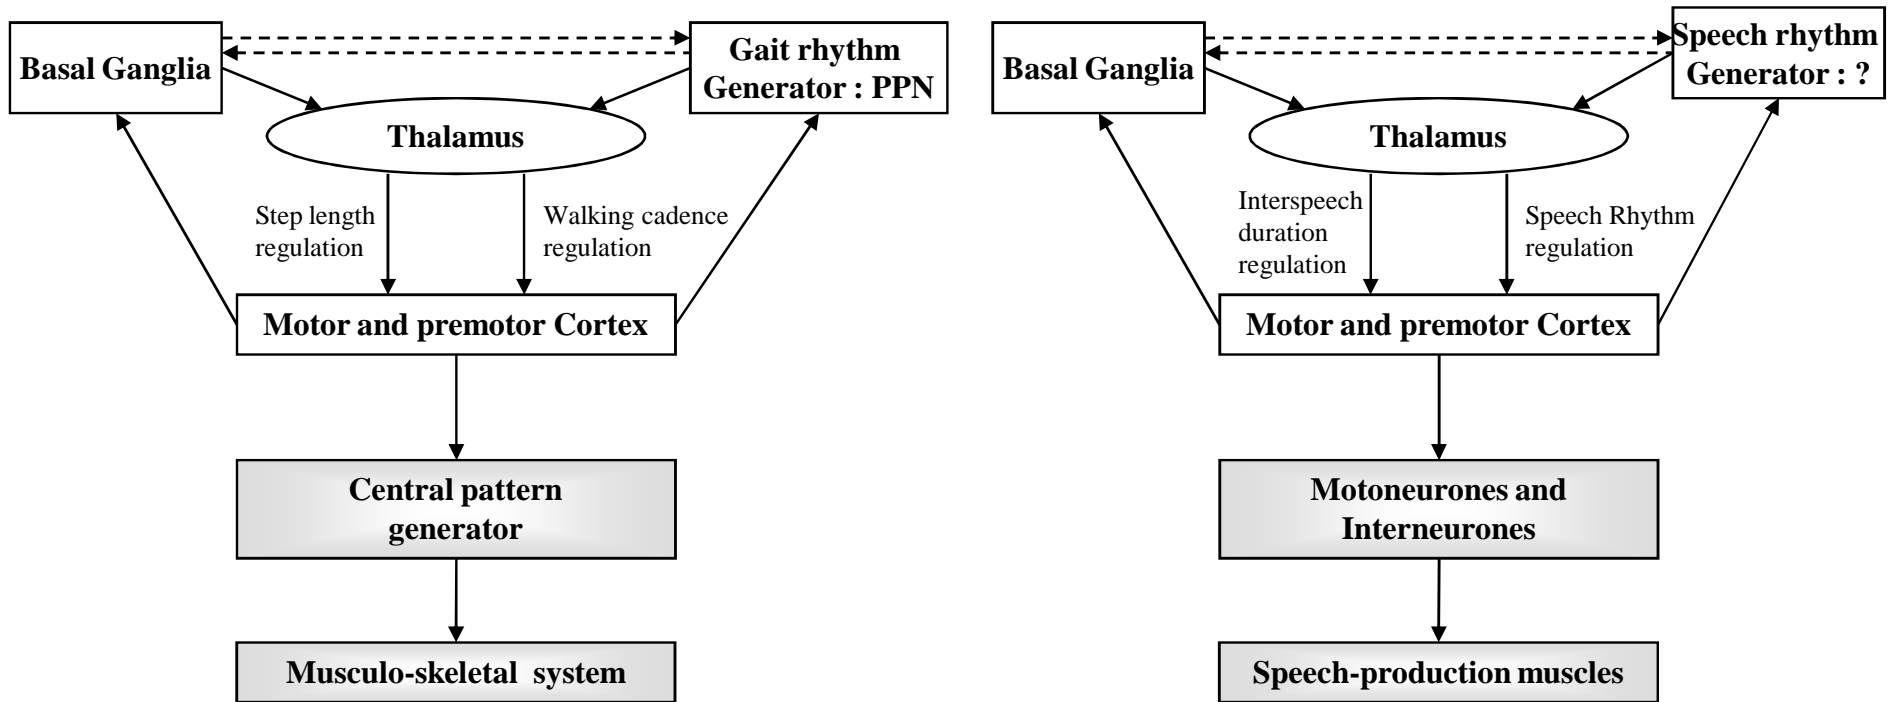 Basal Ganglia
Gait rhythm
Generator : PPN
Thalamus
Step length
regulation
Walking cadence
regulation
Motor and premotor Cortex
Central pattern
generator
Musculo-skeletal system
Basal Ganglia
Speech rhythm
Generator : ?
Thalamus
Interspeech
duration
regulation
Speech Rhythm
regulation
Motor and premotor Cortex
Motoneurones and
Interneurones
Speech-production muscles